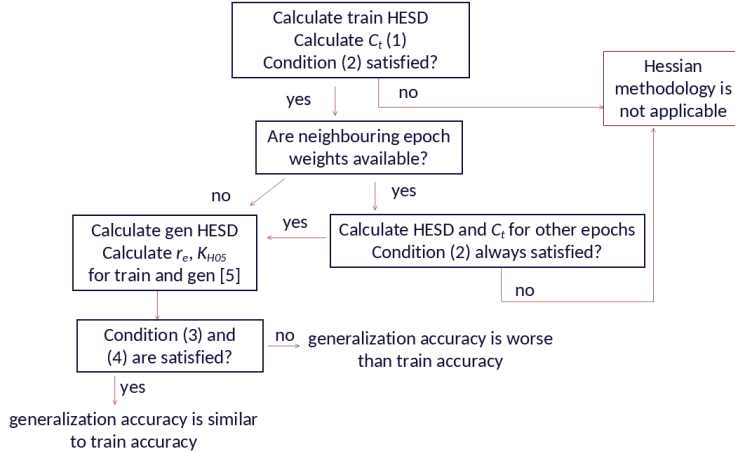 Calculate train HESD
Calculate Cₜ (1)
Condition (2) satisfied?
yes
no
Hessian
methodology is
not applicable
Are neighbouring epoch
weights available?
no
yes
Calculate gen HESD
Calculate rₑ, K_H05
for train and gen [5]
yes
Calculate HESD and Cₜ for other epochs
Condition (2) always satisfied?
no
Condition (3) and
(4) are satisfied?
no
generalization accuracy is worse
than train accuracy
yes
generalization accuracy is similar
to train accuracy